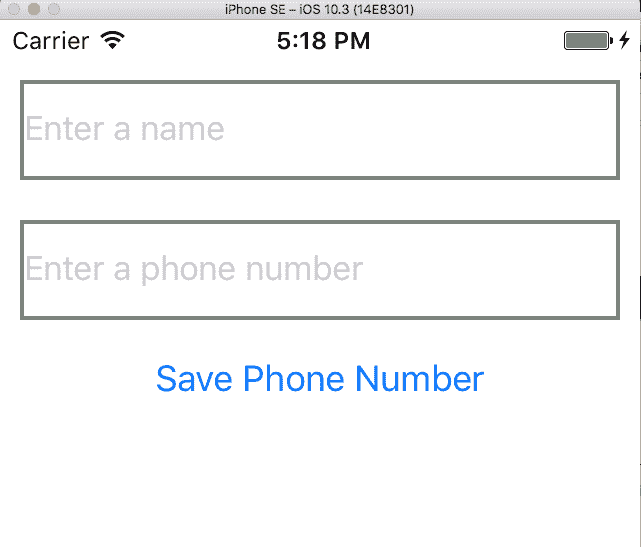 iPhone SE – iOS 10.3 (14E8301)
Carrier 5:18 PM
Enter a name
Enter a phone number
Save Phone Number